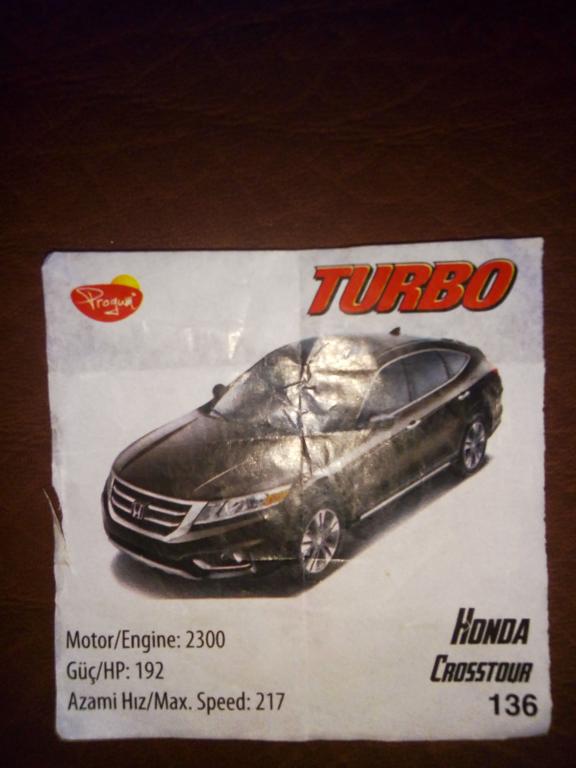 Progum
TURBO
Motor/Engine: 2300
Güç/HP: 192
Azami Hız/Max. Speed: 217
HONDA
CROSSTOUR
136